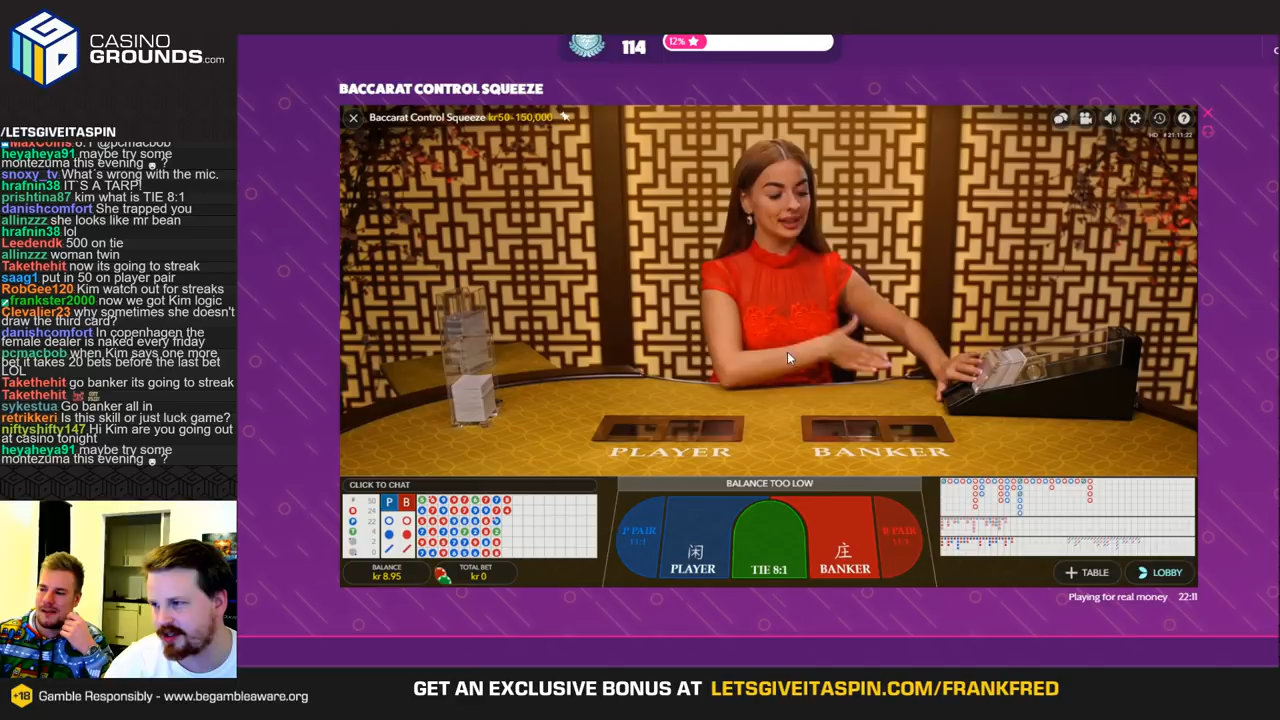 CASINO
GROUNDS.com
114
12%
BACCARAT CONTROL SQUEEZE
Baccarat Control Squeeze kr50-150,000
HD # 21:11:22
/LETSGIVEITASPIN
MaxCoins 8:1 @pcmacbob
heyaheya91 maybe try some
montezuma this evening ?
snoxy_tv What´s wrong with the mic.
hrafnin38 IT`S A TARP!
prishtina87 kim what is TIE 8:1
danishcomfort She trapped you
allinzzz she looks like mr bean
hrafnin38 lol
Leedendk 500 on tie
allinzzz woman twin
Takethehit now its going to streak
saag1 put in 50 on player pair
RobGee120 Kim watch out for streaks
frankster2000 now we got Kim logic
Clevalier23 why sometimes she doesn't
draw the third card?
danishcomfort In copenhagen the
female dealer is naked every friday
pcmacbob when Kim says one more
bet it takes 20 bets before the last bet
LOL
Takethehit go banker its going to streak
Takethehit
sykestua Go banker all in
retrikkeri Is this skill or just luck game?
niftyshifty147 Hi Kim are you going out
at casino tonight
heyaheya91 maybe try some
montezuma this evening ?
PLAYER
BANKER
CLICK TO CHAT
BALANCE TOO LOW
P B
P PAIR
11:1
闲
PLAYER
TIE 8:1
庄
BANKER
B PAIR
11:1
BALANCE
kr 8.95
TOTAL BET
kr 0
+ TABLE
LOBBY
Playing for real money 22:11
+18 Gamble Responsibly - www.begambleaware.org
GET AN EXCLUSIVE BONUS AT LETSGIVEITASPIN.COM/FRANKFRED